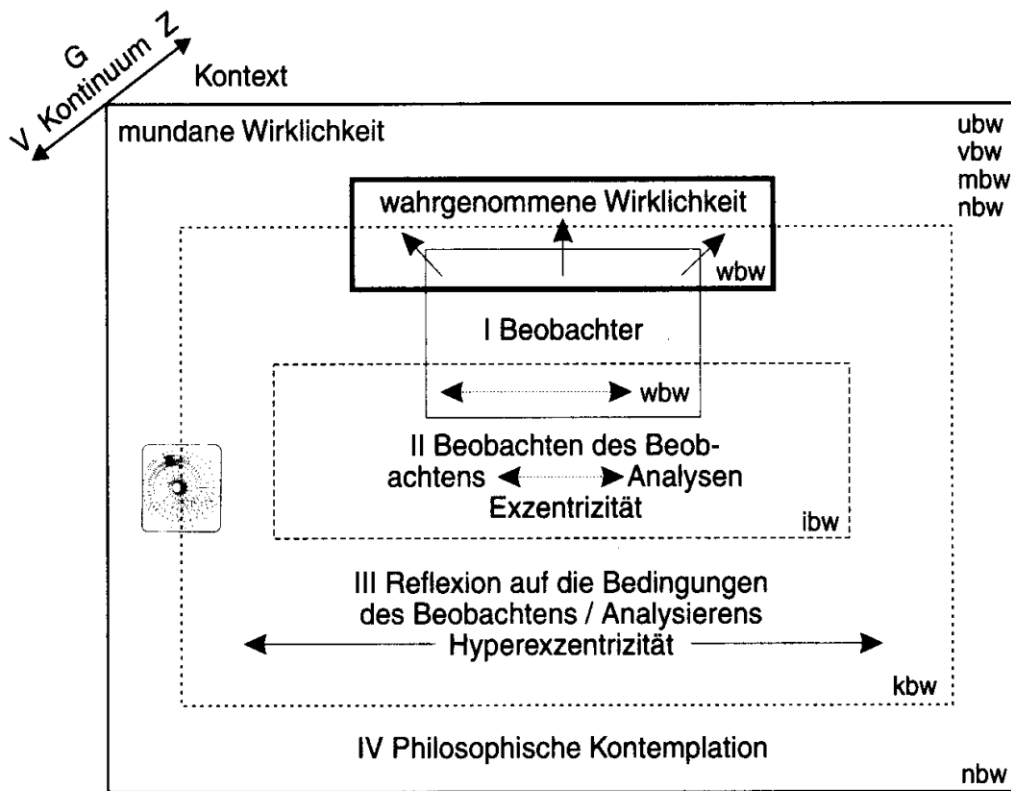 G
V Kontinuum Z
Kontext
mundane Wirklichkeit
ubw
vbw
mbw
nbw
wahrgenommene Wirklichkeit
wbw
I Beobachter
wbw
II Beobachten des Beob-
achtens Analysen
Exzentrizität
ibw
III Reflexion auf die Bedingungen
des Beobachtens / Analysierens
Hyperexzentrizität
kbw
IV Philosophische Kontemplation
nbw